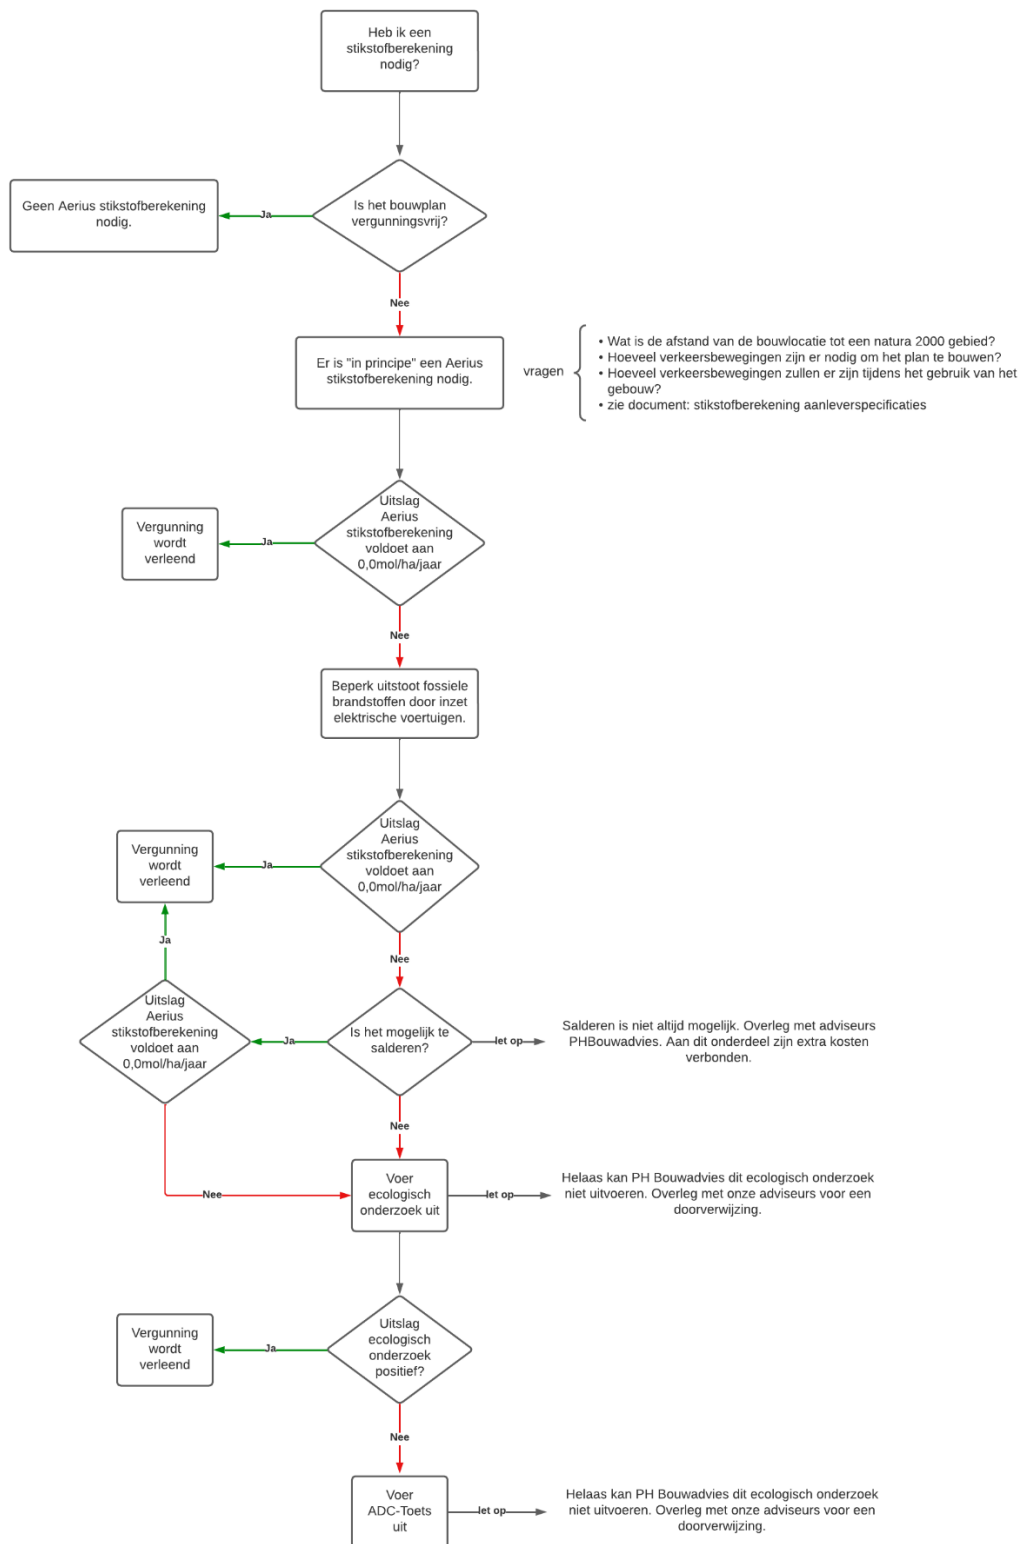 Heb ik een
stikstofberekening
nodig?
Is het bouwplan
vergunningsvrij?
Ja
Geen Aerius stikstofberekening
nodig.
Nee
Er is "in principe" een Aerius
stikstofberekening nodig.
vragen
• Wat is de afstand van de bouwlocatie tot een natura 2000 gebied?
• Hoeveel verkeersbewegingen zijn er nodig om het plan te bouwen?
• Hoeveel verkeersbewegingen zullen er zijn tijdens het gebruik van het
gebouw?
• zie document: stikstofberekening aanleverspecificaties
Uitslag
Aerius
stikstofberekening
voldoet aan
0,0mol/ha/jaar
Ja
Vergunning
wordt
verleend
Nee
Beperk uitstoot fossiele
brandstoffen door inzet
elektrische voertuigen.
Uitslag
Aerius
stikstofberekening
voldoet aan
0,0mol/ha/jaar
Ja
Vergunning
wordt
verleend
Nee
Ja
Is het mogelijk te
salderen?
Ja
Uitslag
Aerius
stikstofberekening
voldoet aan
0,0mol/ha/jaar
let op
Salderen is niet altijd mogelijk. Overleg met adviseurs
PHBouwadvies. Aan dit onderdeel zijn extra kosten
verbonden.
Nee
Nee
Voer
ecologisch
onderzoek uit
let op
Helaas kan PH Bouwadvies dit ecologisch onderzoek
niet uitvoeren. Overleg met onze adviseurs voor een
doorverwijzing.
Uitslag
ecologisch
onderzoek
positief?
Ja
Vergunning
wordt
verleend
Nee
Voer
ADC-Toets
uit
let op
Helaas kan PH Bouwadvies dit ecologisch onderzoek
niet uitvoeren. Overleg met onze adviseurs voor een
doorverwijzing.